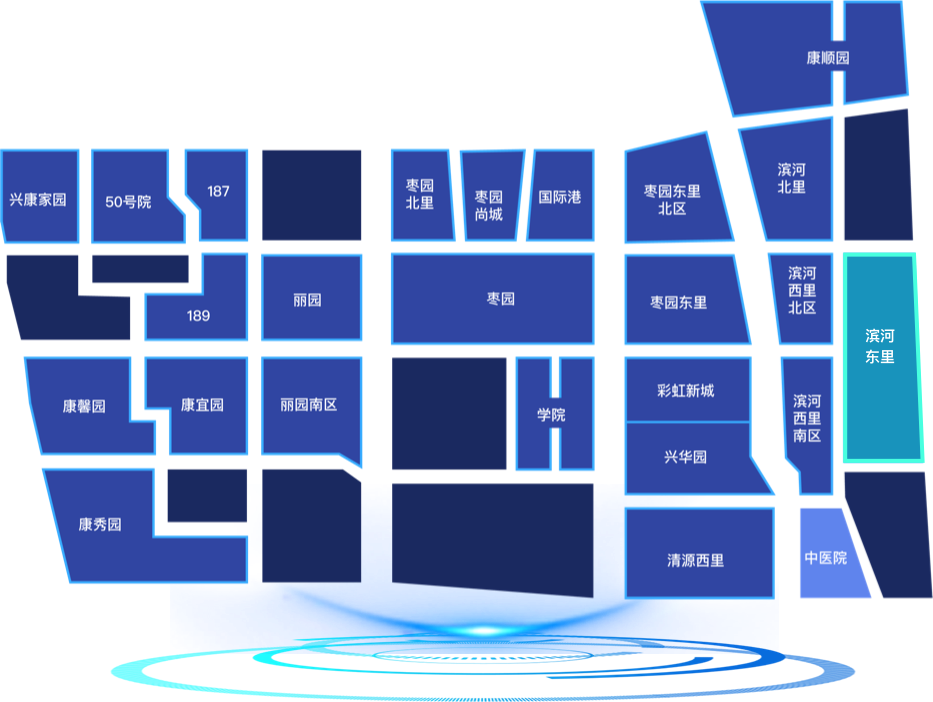 康顺园
兴康家园
50号院
187
枣园
北里
枣园
尚城
国际港
枣园东里
北区
滨河
北里
189
丽园
枣园
枣园东里
滨河
西里
北区
滨河
东里
康馨园
康宜园
丽园南区
学院
彩虹新城
兴华园
滨河
西里
南区
康秀园
清源西里
中医院